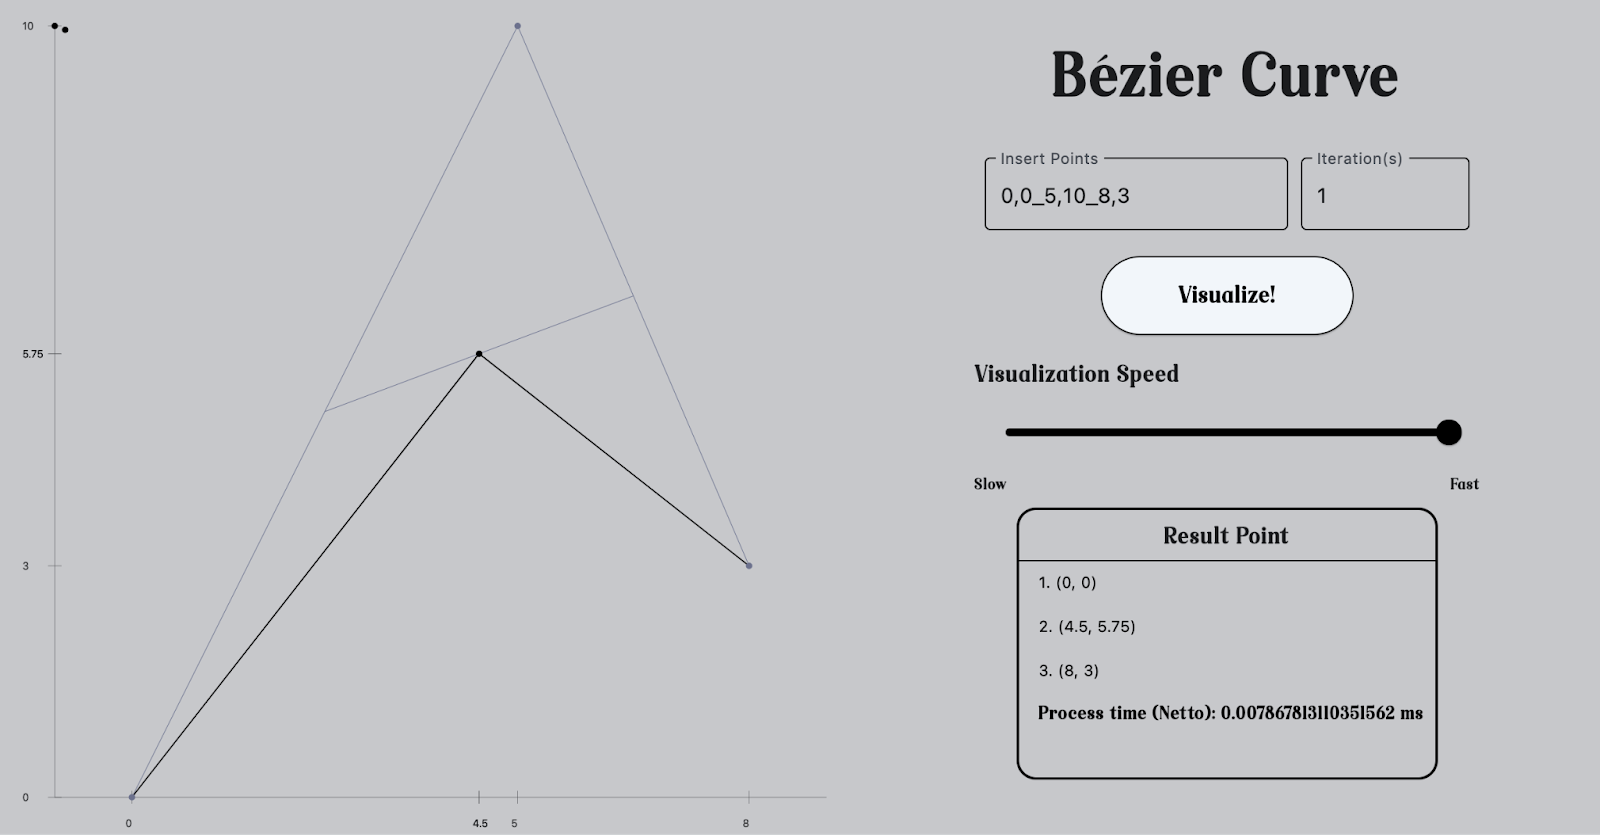 10
5.75
3
0
0
4.5
5
8
Bézier Curve
Insert Points
0,0_5,10_8,3
Iteration(s)
1
Visualize!
Visualization Speed
Slow
Fast
Result Point
1. (0, 0)
2. (4.5, 5.75)
3. (8, 3)
Process time (Netto): 0.007867813110351562 ms